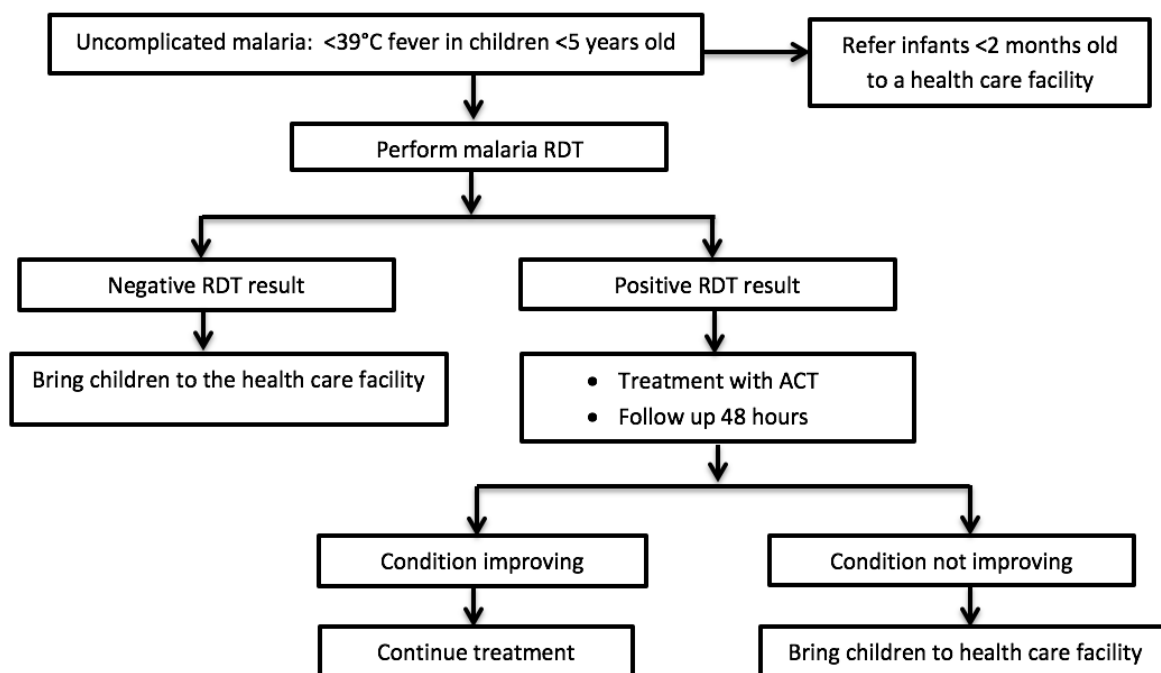 Uncomplicated malaria: <39°C fever in children <5 years old
Refer infants <2 months old
to a health care facility
Perform malaria RDT
Negative RDT result
Positive RDT result
Bring children to the health care facility
• Treatment with ACT
• Follow up 48 hours
Condition improving
Condition not improving
Continue treatment
Bring children to health care facility